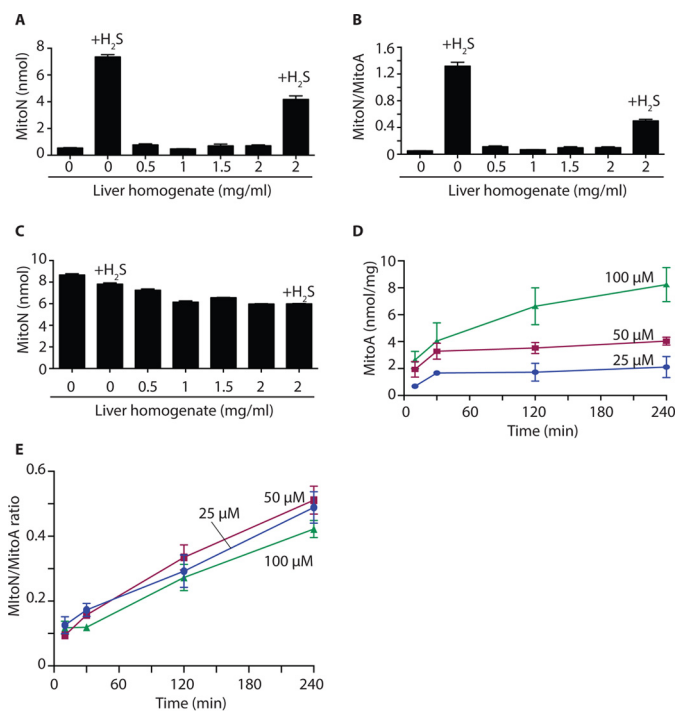 A
MitoN (nmol)
8
4
0
+H2S
+H2S
0 0 0.5 1 1.5 2 2
Liver homogenate (mg/ml)
B
MitoN/MitoA
1.6
1.2
0.8
0.4
0
+H2S
+H2S
0 0 0.5 1 1.5 2 2
Liver homogenate (mg/ml)
C
MitoN (nmol)
10
8
6
4
2
0
+H2S
+H2S
0 0 0.5 1 1.5 2 2
Liver homogenate (mg/ml)
D
MitoA (nmol/mg)
10
8
6
4
2
0
100 µM
50 µM
25 µM
0 60 120 180 240
Time (min)
E
MItoN/MitoA ratio
0.6
0.4
0.2
0
50 µM
25 µM
100 µM
0 60 120 180 240
Time (min)